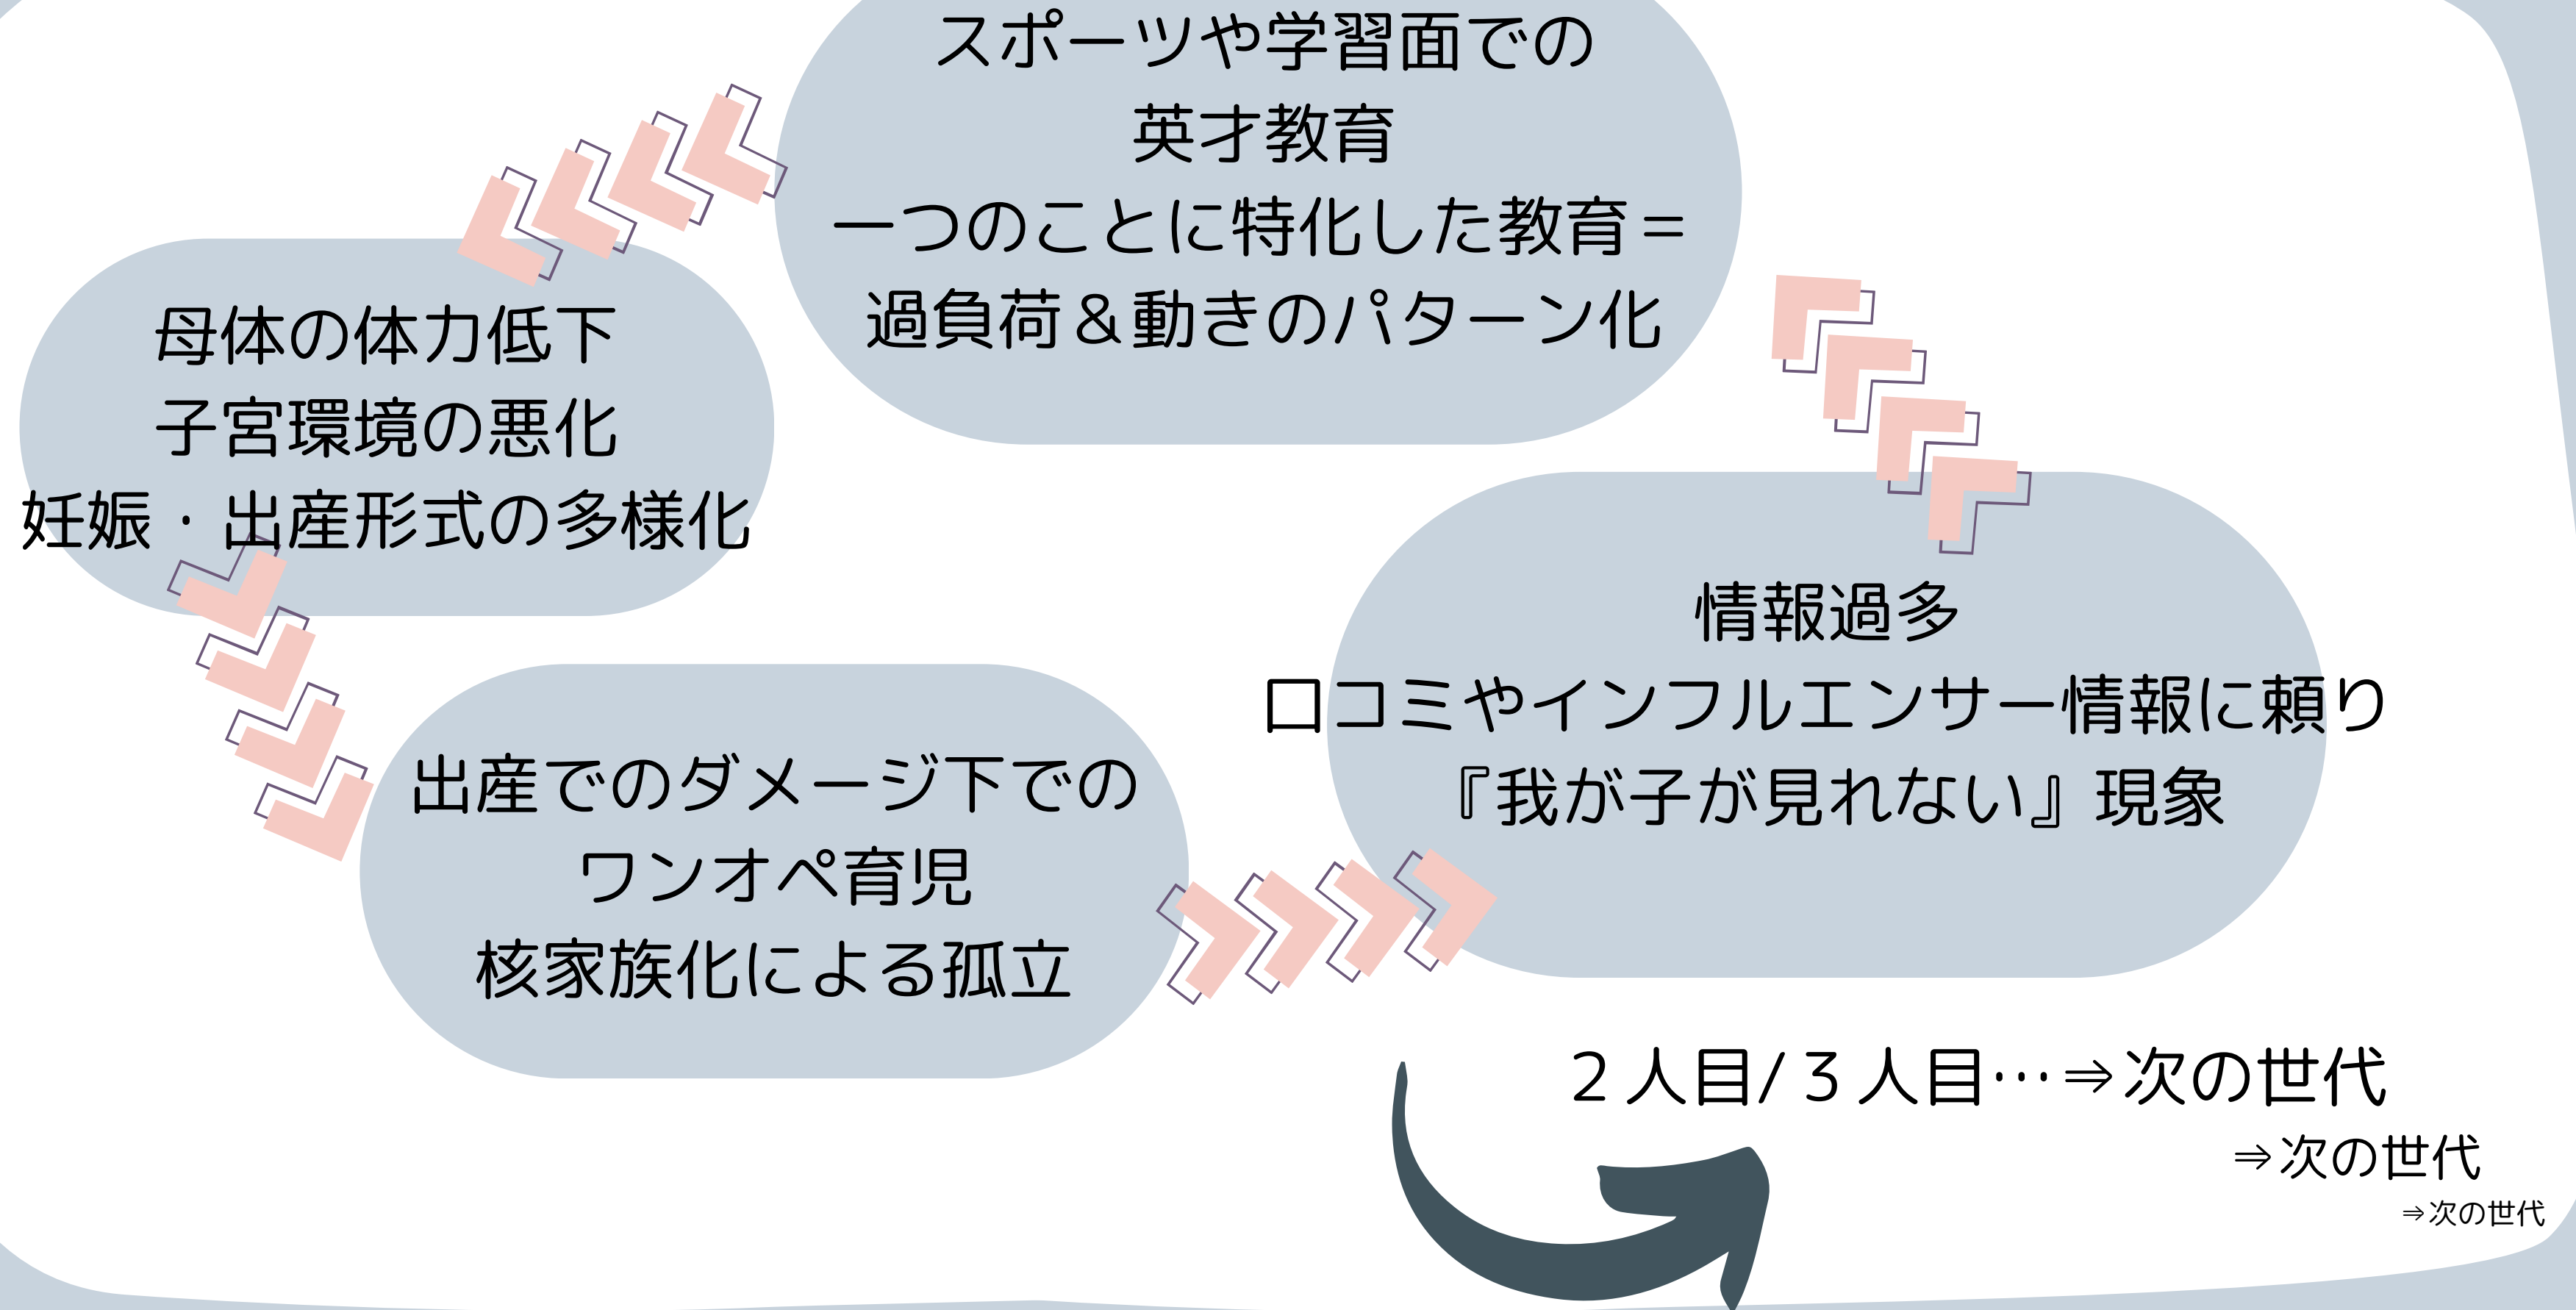 スポーツや学習面での
英才教育
一つのことに特化した教育＝
過負荷＆動きのパターン化
母体の体力低下
子宮環境の悪化
妊娠・出産形式の多様化
出産でのダメージ下での
ワンオペ育児
核家族化による孤立
情報過多
口コミやインフルエンサー情報に頼り
『我が子が見れない』現象
２人目/３人目…⇒次の世代
⇒次の世代
⇒次の世代